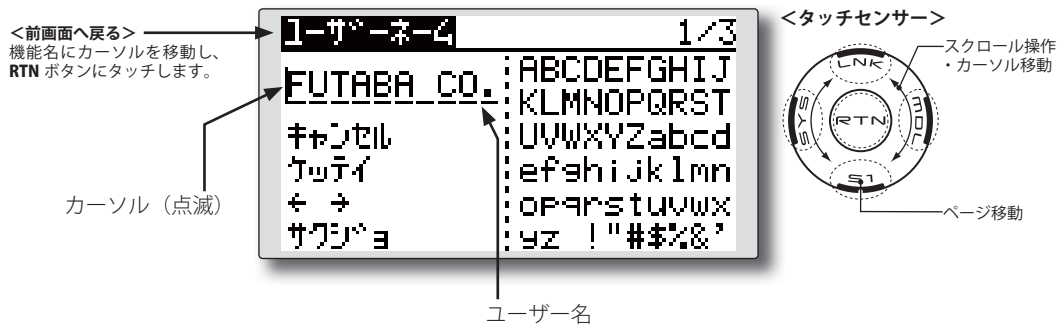 <前画面へ戻る>
機能名にカーソルを移動し、
RTN ボタンにタッチします。
ユーザーネーム 1/3
FUTABA CO.
キャンセル
ケッテイ
← →
サクジョ
ABCDEFGHIJ
KLMNOPQRST
UVWXYZabcd
efghijklmn
opqrstuvwx
yz !"#$%&'
カーソル（点滅）
ユーザー名
<タッチセンサー>
LNK
SYS
RTN
MDL
S1
スクロール操作
・カーソル移動
ページ移動